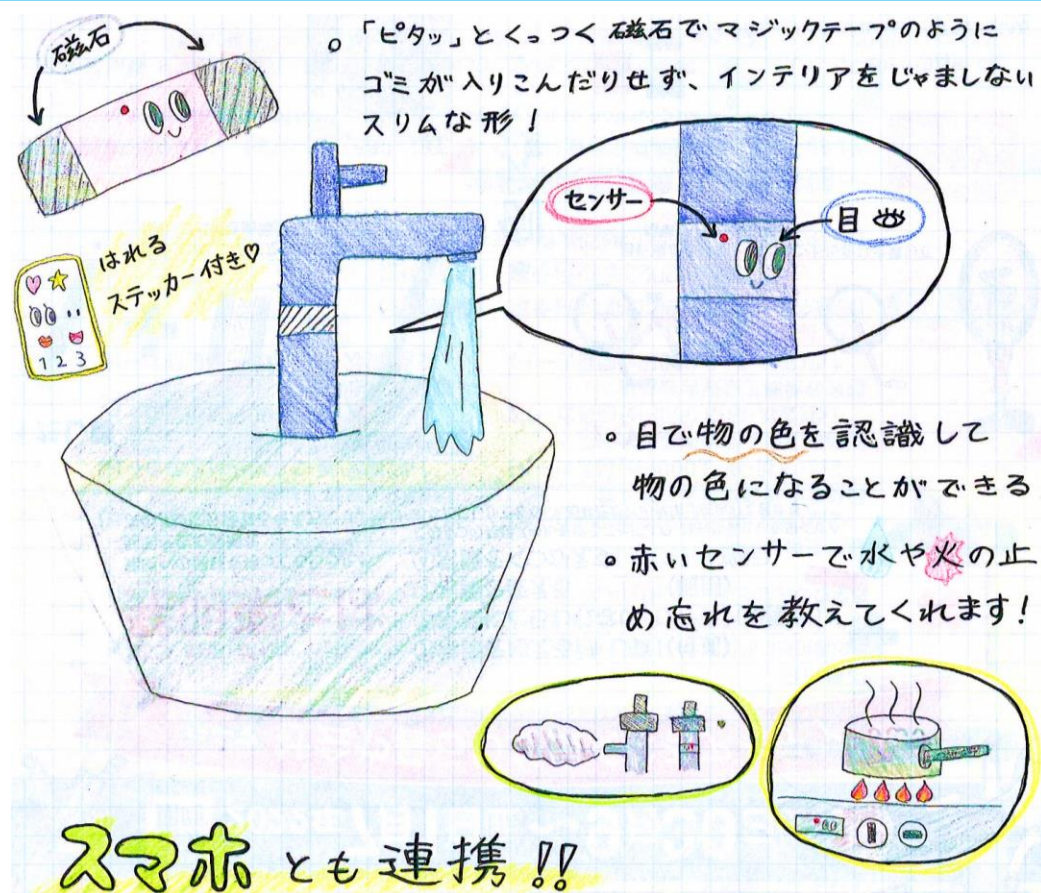 磁石
。「ピタッ」とくっつく磁石でマジックテープのように
ゴミが入りこんだりせず、インテリアをじゃましない
スリムな形！
センサー
目
はれる
ステッカー付き♡
1 2 3
。目で物の色を認識して
物の色になることができる
。赤いセンサーで水や火の止
め忘れを教えてくれます!
スマホとも連携!!